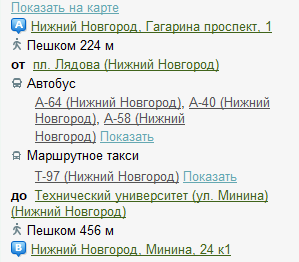 Показать на карте
A Нижний Новгород, Гагарина проспект, 1
Пешком 224 м
от пл. Лядова (Нижний Новгород)
Автобус
А-64 (Нижний Новгород), А-40 (Нижний
Новгород), А-58 (Нижний
Новгород) Показать
Маршрутное такси
Т-97 (Нижний Новгород) Показать
до Технический университет (ул. Минина)
(Нижний Новгород)
Пешком 456 м
B Нижний Новгород, Минина, 24 к1